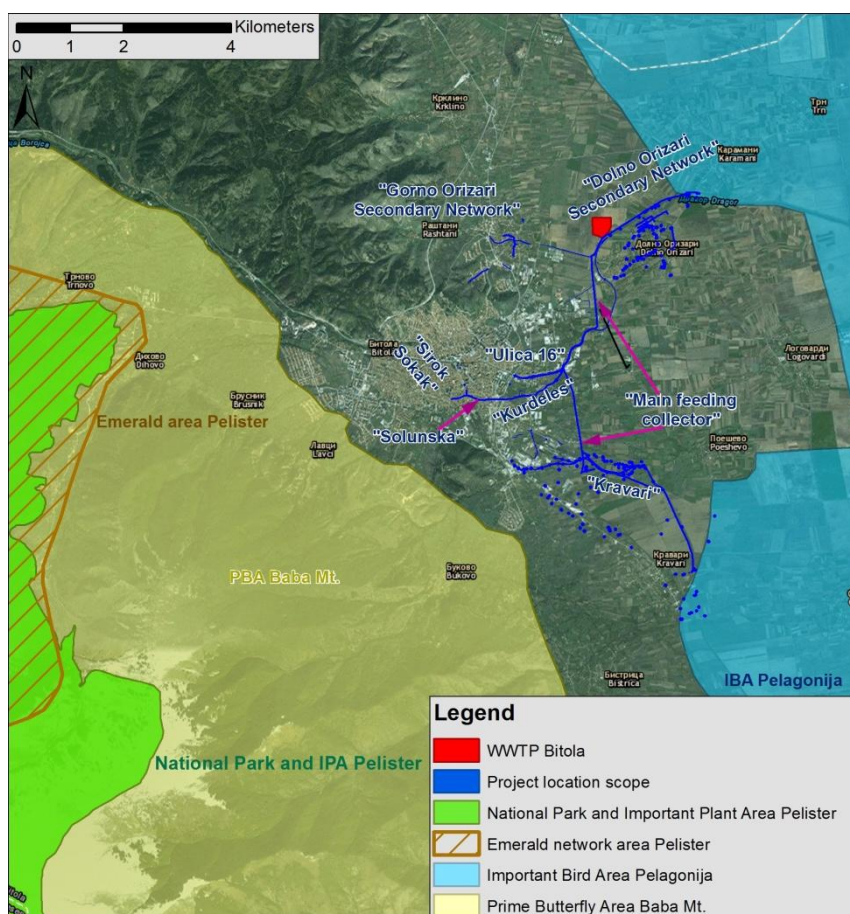 Kilometers
0 1 2 4
N
Крклино
Krklino
Трн
Trn
Карамани
Karamani
"Dolno Orizari
Secondary Network"
"Gorno Orizari
Secondary Network"
Раштани
Rashtani
Долно Оризари
Dolno Orizari
Трново
Trnovo
Битола
"Sirok
Sokak"
"Ulica 16"
Логоварди
Logovardi
Дихово
Dihovo
Брусник
Brusnik
"Kurdeles"
"Main feeding
collector"
Emerald area Pelister
"Solunska"
Лавци
Lavci
Поешево
Poeshevo
"Kravari"
PBA Baba Mt.
Буково
Bukovo
Кравари
Kravari
Бистрица
Bistrica
IBA Pelagonija
National Park and IPA Pelister
Legend
WWTP Bitola
Project location scope
National Park and Important Plant Area Pelister
Emerald network area Pelister
Important Bird Area Pelagonija
Prime Butterfly Area Baba Mt.